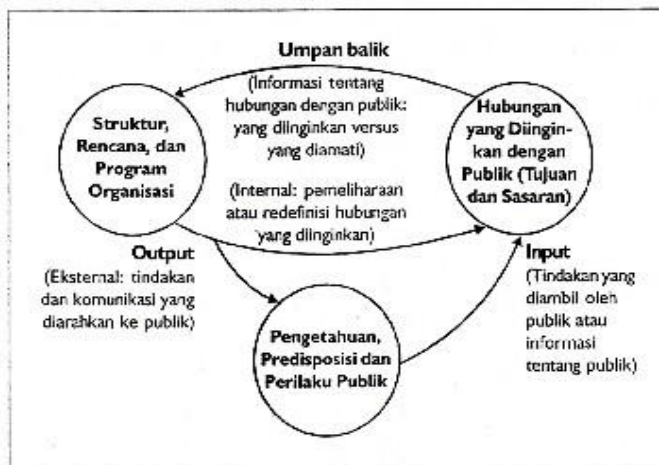 Umpan balik
(Informasi tentang
hubungan dengan publik:
yang diinginkan versus
yang diamati)
Struktur,
Rencana, dan
Program
Organisasi
Hubungan
yang Diingin-
kan dengan
Publik (Tujuan
dan Sasaran)
(Internal: pemeliharaan
atau redefinisi hubungan
yang diinginkan)
Output
(Eksternal: tindakan
dan komunikasi yang
diarahkan ke publik)
Input
(Tindakan yang
diambil oleh
publik atau
informasi
tentang publik)
Pengetahuan,
Predisposisi dan
Perilaku Publik